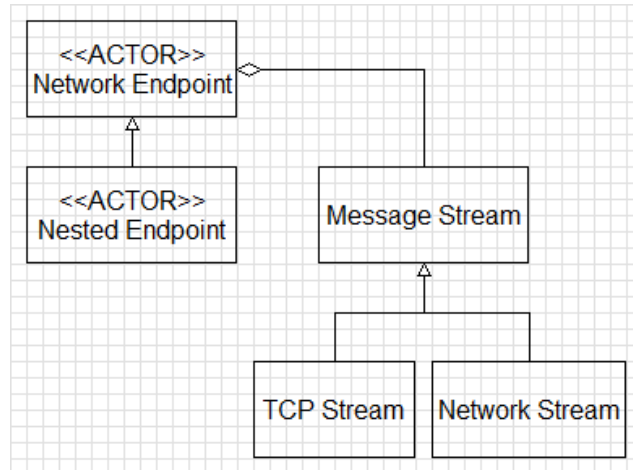 <<ACTOR>>
Network Endpoint
<<ACTOR>>
Nested Endpoint
Message Stream
TCP Stream
Network Stream